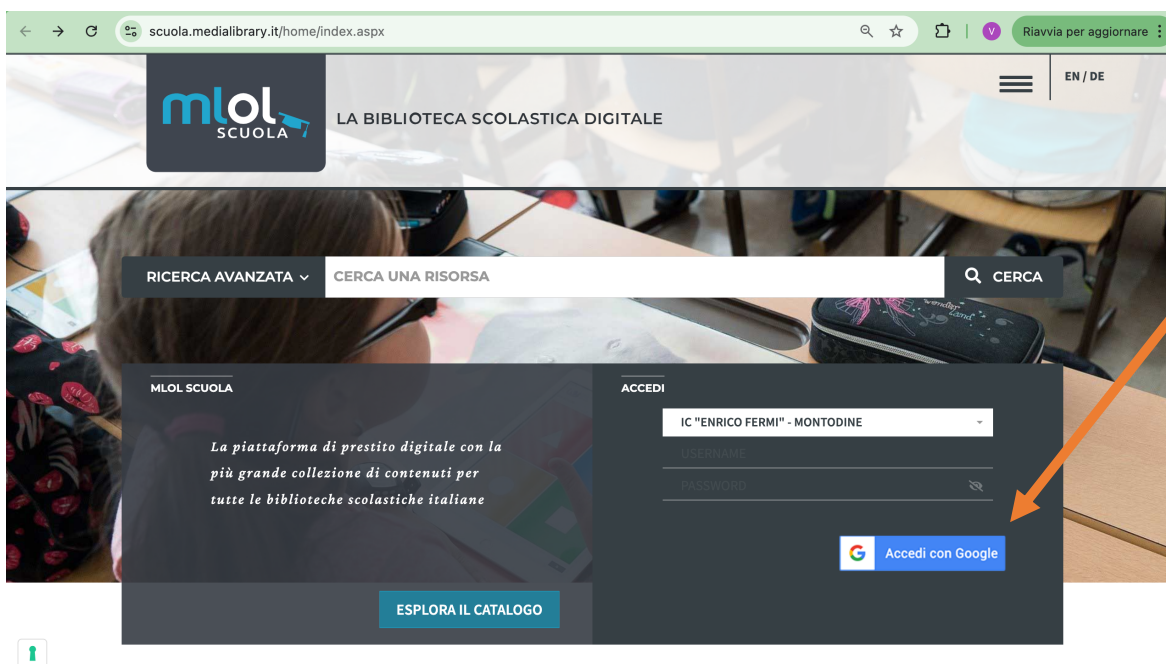 scuola.medialibrary.it/home/index.aspx
V
Riavvia per aggiornare
EN / DE
mlol
SCUOLA
LA BIBLIOTECA SCOLASTICA DIGITALE
RICERCA AVANZATA
CERCA UNA RISORSA
CERCA
MLOL SCUOLA
La piattaforma di prestito digitale con la
più grande collezione di contenuti per
tutte le biblioteche scolastiche italiane
ESPLORA IL CATALOGO
ACCEDI
IC "ENRICO FERMI" - MONTODINE
USERNAME
PASSWORD
G Accedi con Google